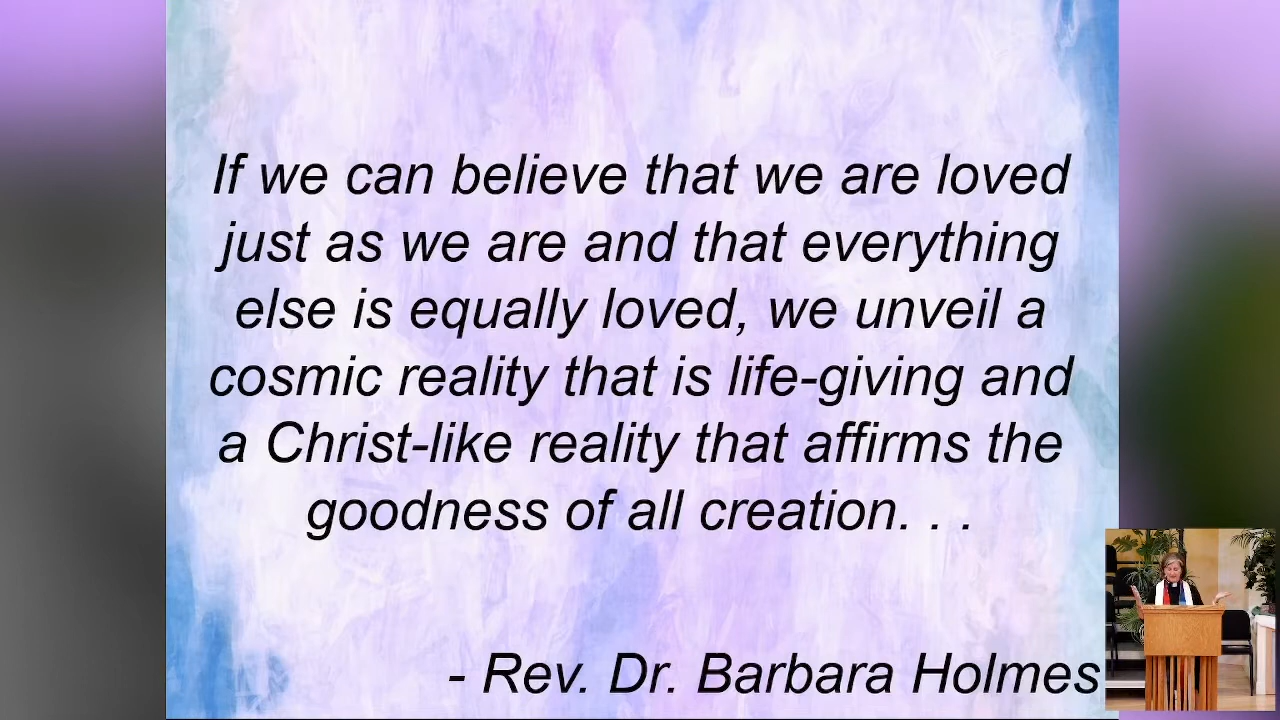 If we can believe that we are loved
just as we are and that everything
else is equally loved, we unveil a
cosmic reality that is life-giving and
a Christ-like reality that affirms the
goodness of all creation. . .
- Rev. Dr. Barbara Holmes